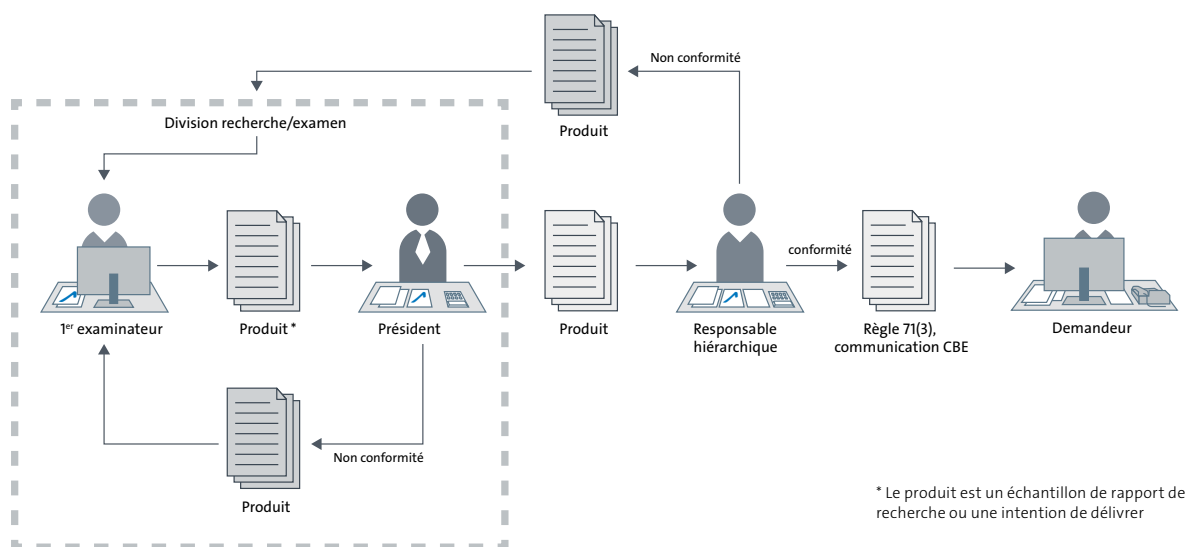 Non conformité
Produit
Division recherche/examen
1er examinateur
Produit *
Président
Produit
Responsable
hiérarchique
conformité
Règle 71(3),
communication CBE
Demandeur
Non conformité
Produit
* Le produit est un échantillon de rapport de
recherche ou une intention de délivrer